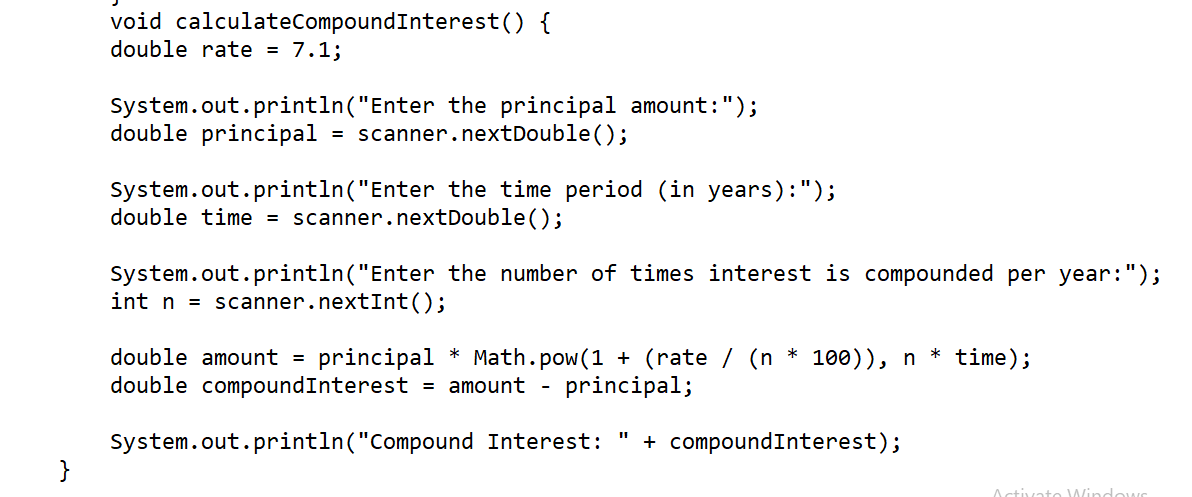 }
void calculateCompoundInterest() {
double rate = 7.1;
System.out.println("Enter the principal amount:");
double principal = scanner.nextDouble();
System.out.println("Enter the time period (in years):");
double time = scanner.nextDouble();
System.out.println("Enter the number of times interest is compounded per year:");
int n = scanner.nextInt();
double amount = principal * Math.pow(1 + (rate / (n * 100)), n * time);
double compoundInterest = amount - principal;
System.out.println("Compound Interest: " + compoundInterest);
}
Activate Windows